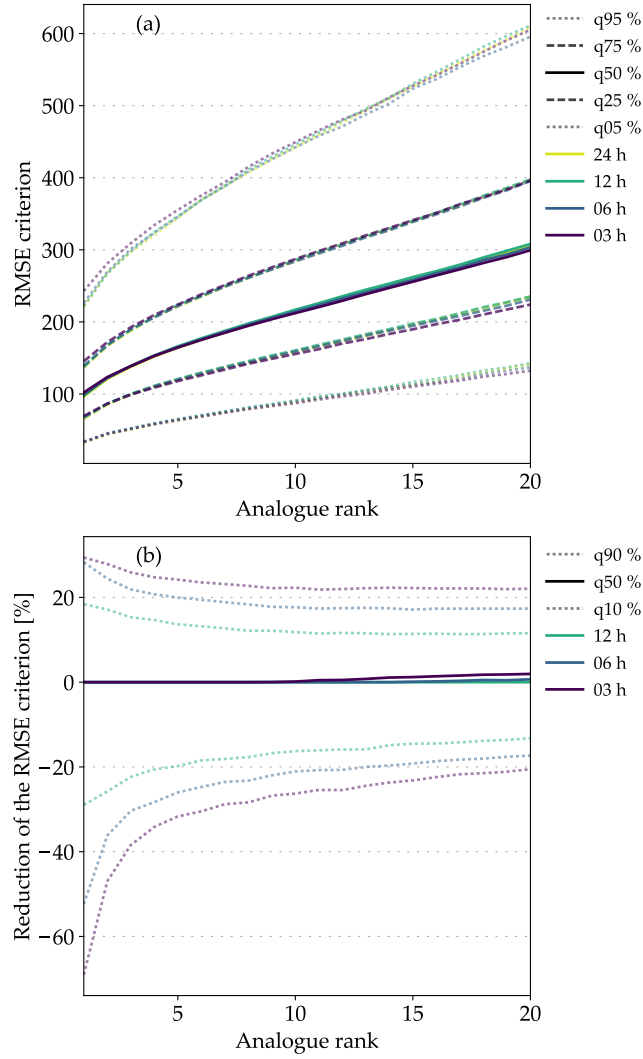 (a)
600
500
400
300
200
100
RMSE criterion
5
10
15
20
Analogue rank
q95 %
q75 %
q50 %
q25 %
q05 %
24 h
12 h
06 h
03 h
(b)
20
0
−20
−40
−60
Reduction of the RMSE criterion [%]
5
10
15
20
Analogue rank
q90 %
q50 %
q10 %
12 h
06 h
03 h